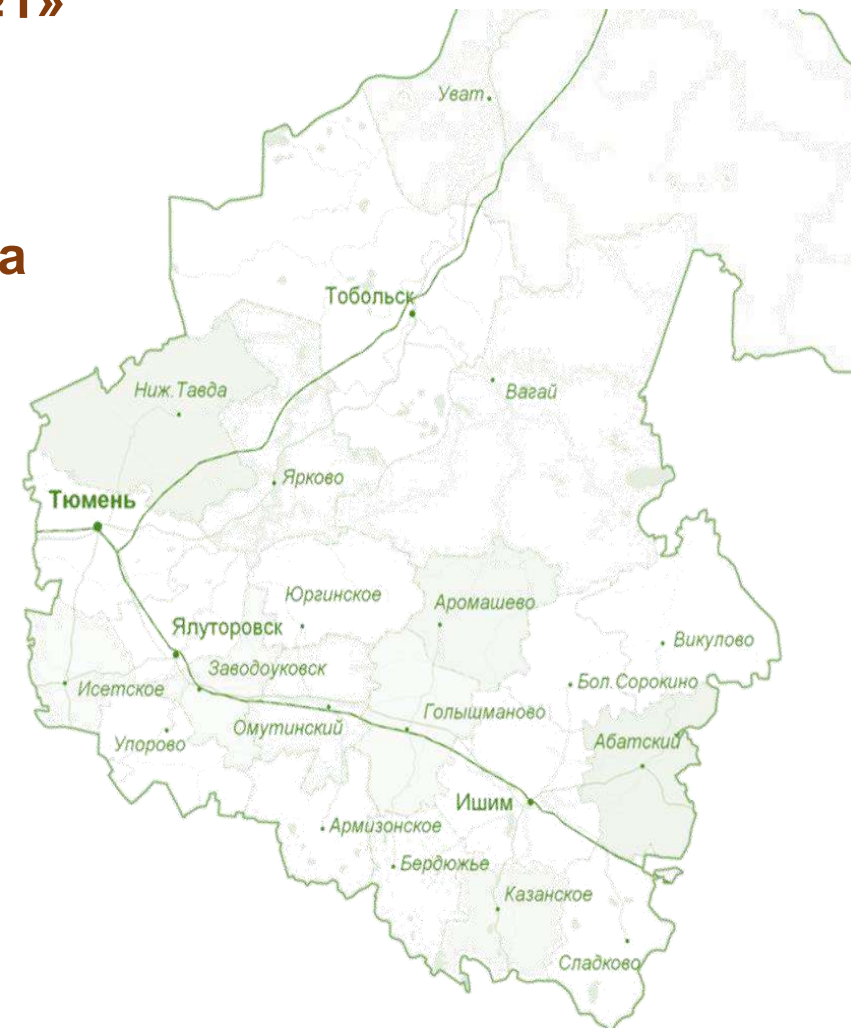 21»
Уват
а
Тобольск
Ниж.Тавда
Вагай
Ярково
Тюмень
Юргинское
Аромашево
Ялуторовск
Викулово
Заводоуковск
Исетское
Бол.Сорокино
Голышманово
Омутинский
Упорово
Абатский
Ишим
Армизонское
Бердюжье
Казанское
Сладково